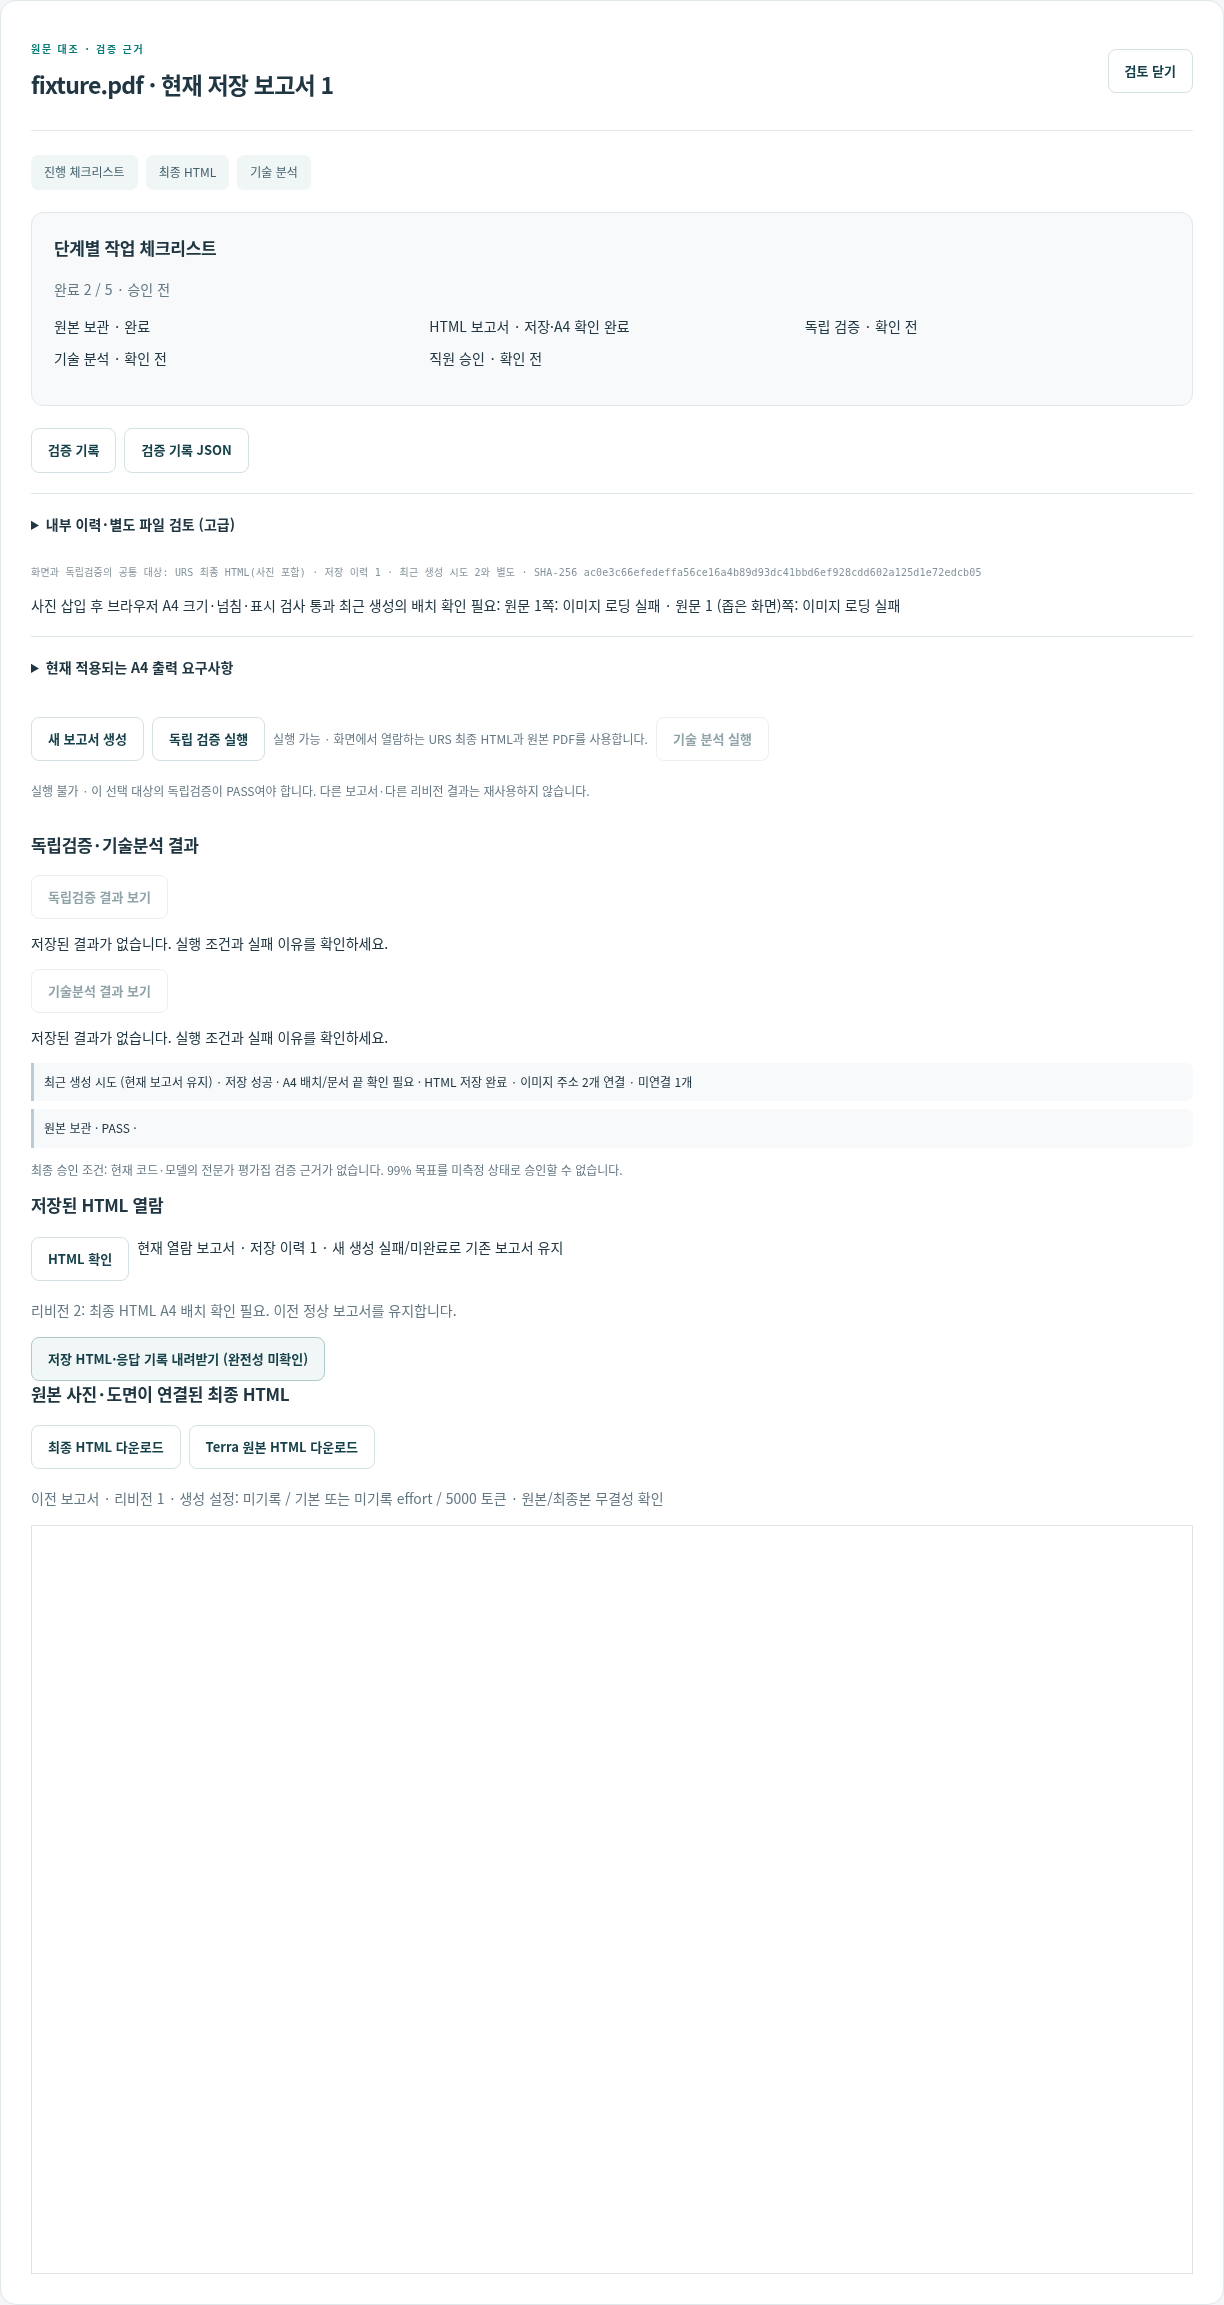 원문 대조 · 검증 근거
fixture.pdf · 현재 저장 보고서 1
검토 닫기
진행 체크리스트
최종 HTML
기술 분석
단계별 작업 체크리스트
완료 2 / 5 · 승인 전
원본 보관 · 완료
HTML 보고서 · 저장·A4 확인 완료
독립 검증 · 확인 전
기술 분석 · 확인 전
직원 승인 · 확인 전
검증 기록
검증 기록 JSON
▶ 내부 이력·별도 파일 검토 (고급)
화면과 독립검증의 공통 대상: URS 최종 HTML(사진 포함) · 저장 이력 1 · 최근 생성 시도 2와 별도 · SHA-256 ac0e3c66efedeffa56ce16a4b89d93dc41bbd6ef928cdd602a125d1e72edcb05
사진 삽입 후 브라우저 A4 크기·넘침·표시 검사 통과 최근 생성의 배치 확인 필요: 원문 1쪽: 이미지 로딩 실패 · 원문 1 (좁은 화면)쪽: 이미지 로딩 실패
▶ 현재 적용되는 A4 출력 요구사항
새 보고서 생성
독립 검증 실행
실행 가능 · 화면에서 열람하는 URS 최종 HTML과 원본 PDF를 사용합니다.
기술 분석 실행
실행 불가 · 이 선택 대상의 독립검증이 PASS여야 합니다. 다른 보고서·다른 리비전 결과는 재사용하지 않습니다.
독립검증·기술분석 결과
독립검증 결과 보기
저장된 결과가 없습니다. 실행 조건과 실패 이유를 확인하세요.
기술분석 결과 보기
저장된 결과가 없습니다. 실행 조건과 실패 이유를 확인하세요.
최근 생성 시도 (현재 보고서 유지) · 저장 성공 · A4 배치/문서 끝 확인 필요 · HTML 저장 완료 · 이미지 주소 2개 연결 · 미연결 1개
원본 보관 · PASS ·
최종 승인 조건: 현재 코드·모델의 전문가 평가집 검증 근거가 없습니다. 99% 목표를 미측정 상태로 승인할 수 없습니다.
저장된 HTML 열람
HTML 확인
현재 열람 보고서 · 저장 이력 1 · 새 생성 실패/미완료로 기존 보고서 유지
리비전 2: 최종 HTML A4 배치 확인 필요. 이전 정상 보고서를 유지합니다.
저장 HTML·응답 기록 내려받기 (완전성 미확인)
원본 사진·도면이 연결된 최종 HTML
최종 HTML 다운로드
Terra 원본 HTML 다운로드
이전 보고서 · 리비전 1 · 생성 설정: 미기록 / 기본 또는 미기록 effort / 5000 토큰 · 원본/최종본 무결성 확인